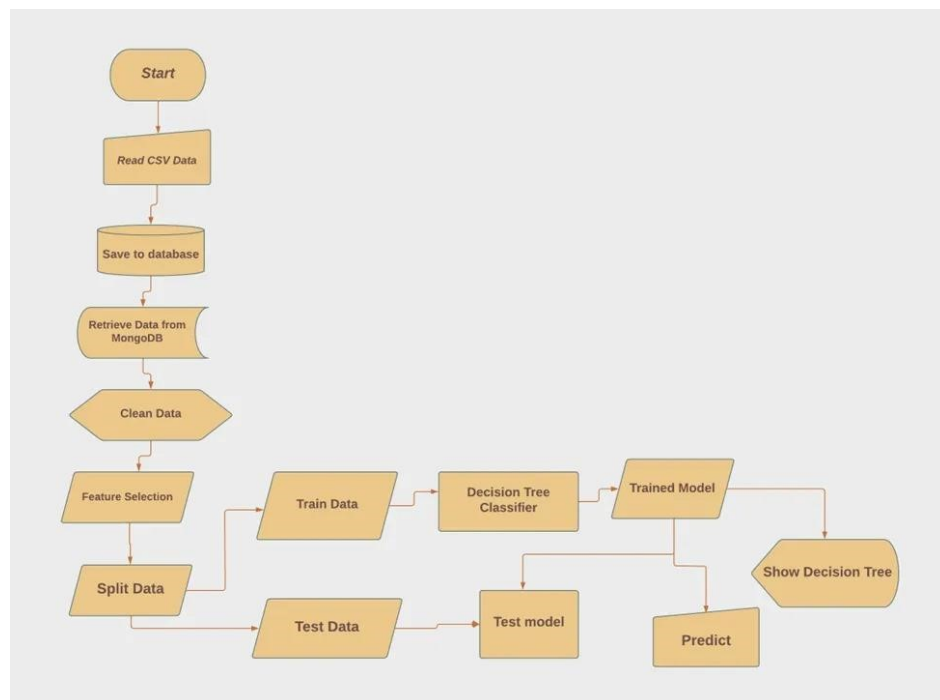 Start
Read CSV Data
Save to database
Retrieve Data from
MongoDB
Clean Data
Feature Selection
Split Data
Train Data
Decision Tree
Classifier
Trained Model
Show Decision Tree
Test Data
Test model
Predict